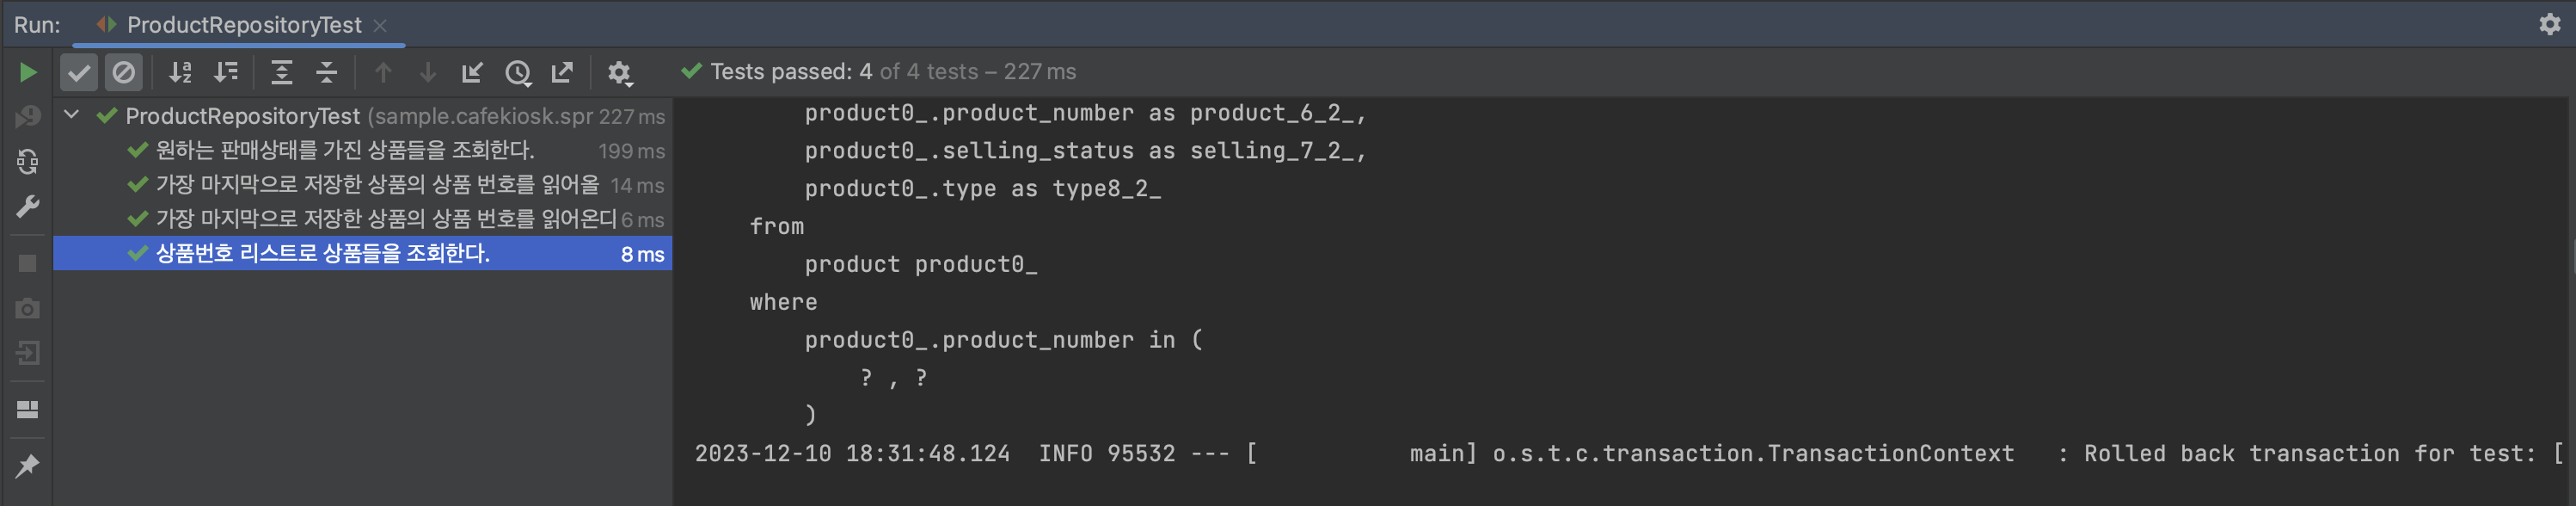 Run: ProductRepositoryTest
Tests passed: 4 of 4 tests – 227 ms
ProductRepositoryTest (sample.cafekiosk.spr 227 ms
원하는 판매상태를 가진 상품들을 조회한다. 199 ms
가장 마지막으로 저장한 상품의 상품 번호를 읽어올 14 ms
가장 마지막으로 저장한 상품의 상품 번호를 읽어온디 6 ms
상품번호 리스트로 상품들을 조회한다. 8 ms
product0_.product_number as product_6_2_,
product0_.selling_status as selling_7_2_,
product0_.type as type8_2_
from
product product0_
where
product0_.product_number in (
? , ?
)
2023-12-10 18:31:48.124  INFO 95532 --- [           main] o.s.t.c.transaction.TransactionContext   : Rolled back transaction for test: [